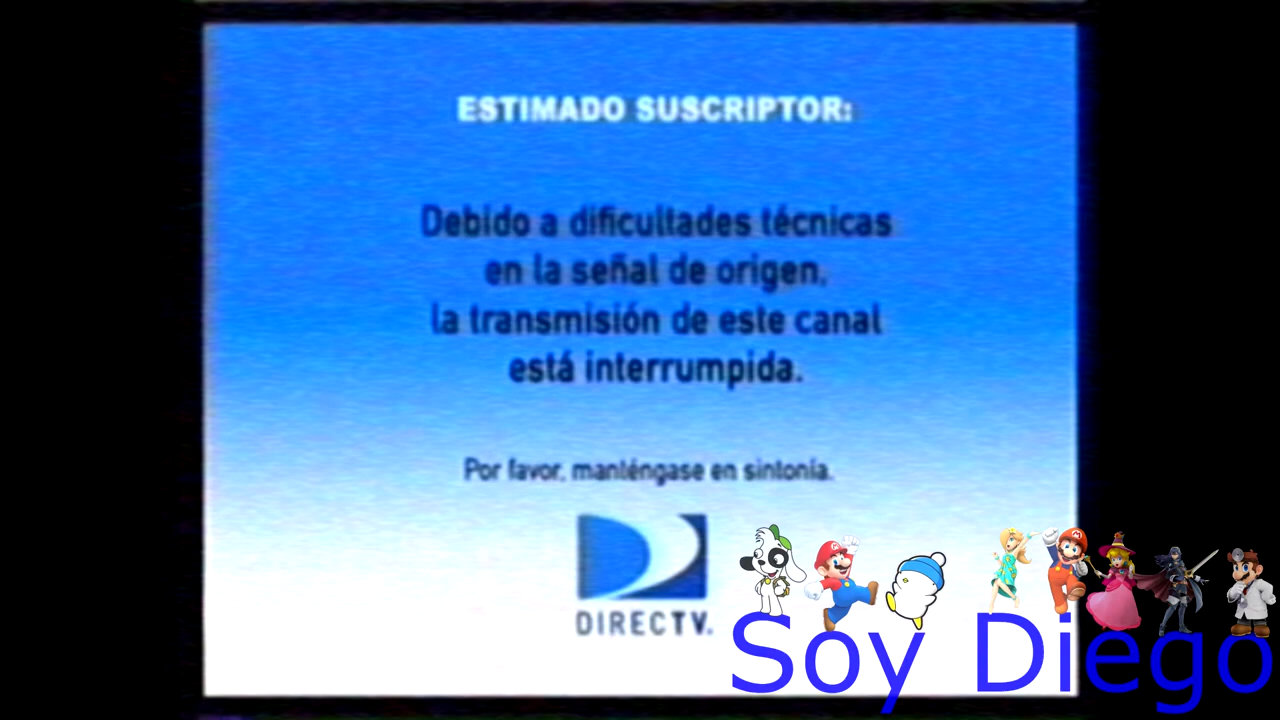 ESTIMADO SUSCRIPTOR:
Debido a dificultades técnicas
en la señal de origen,
la transmisión de este canal
está interrumpida.
Por favor, manténgase en sintonía.
DIRECTV.
Soy Diego